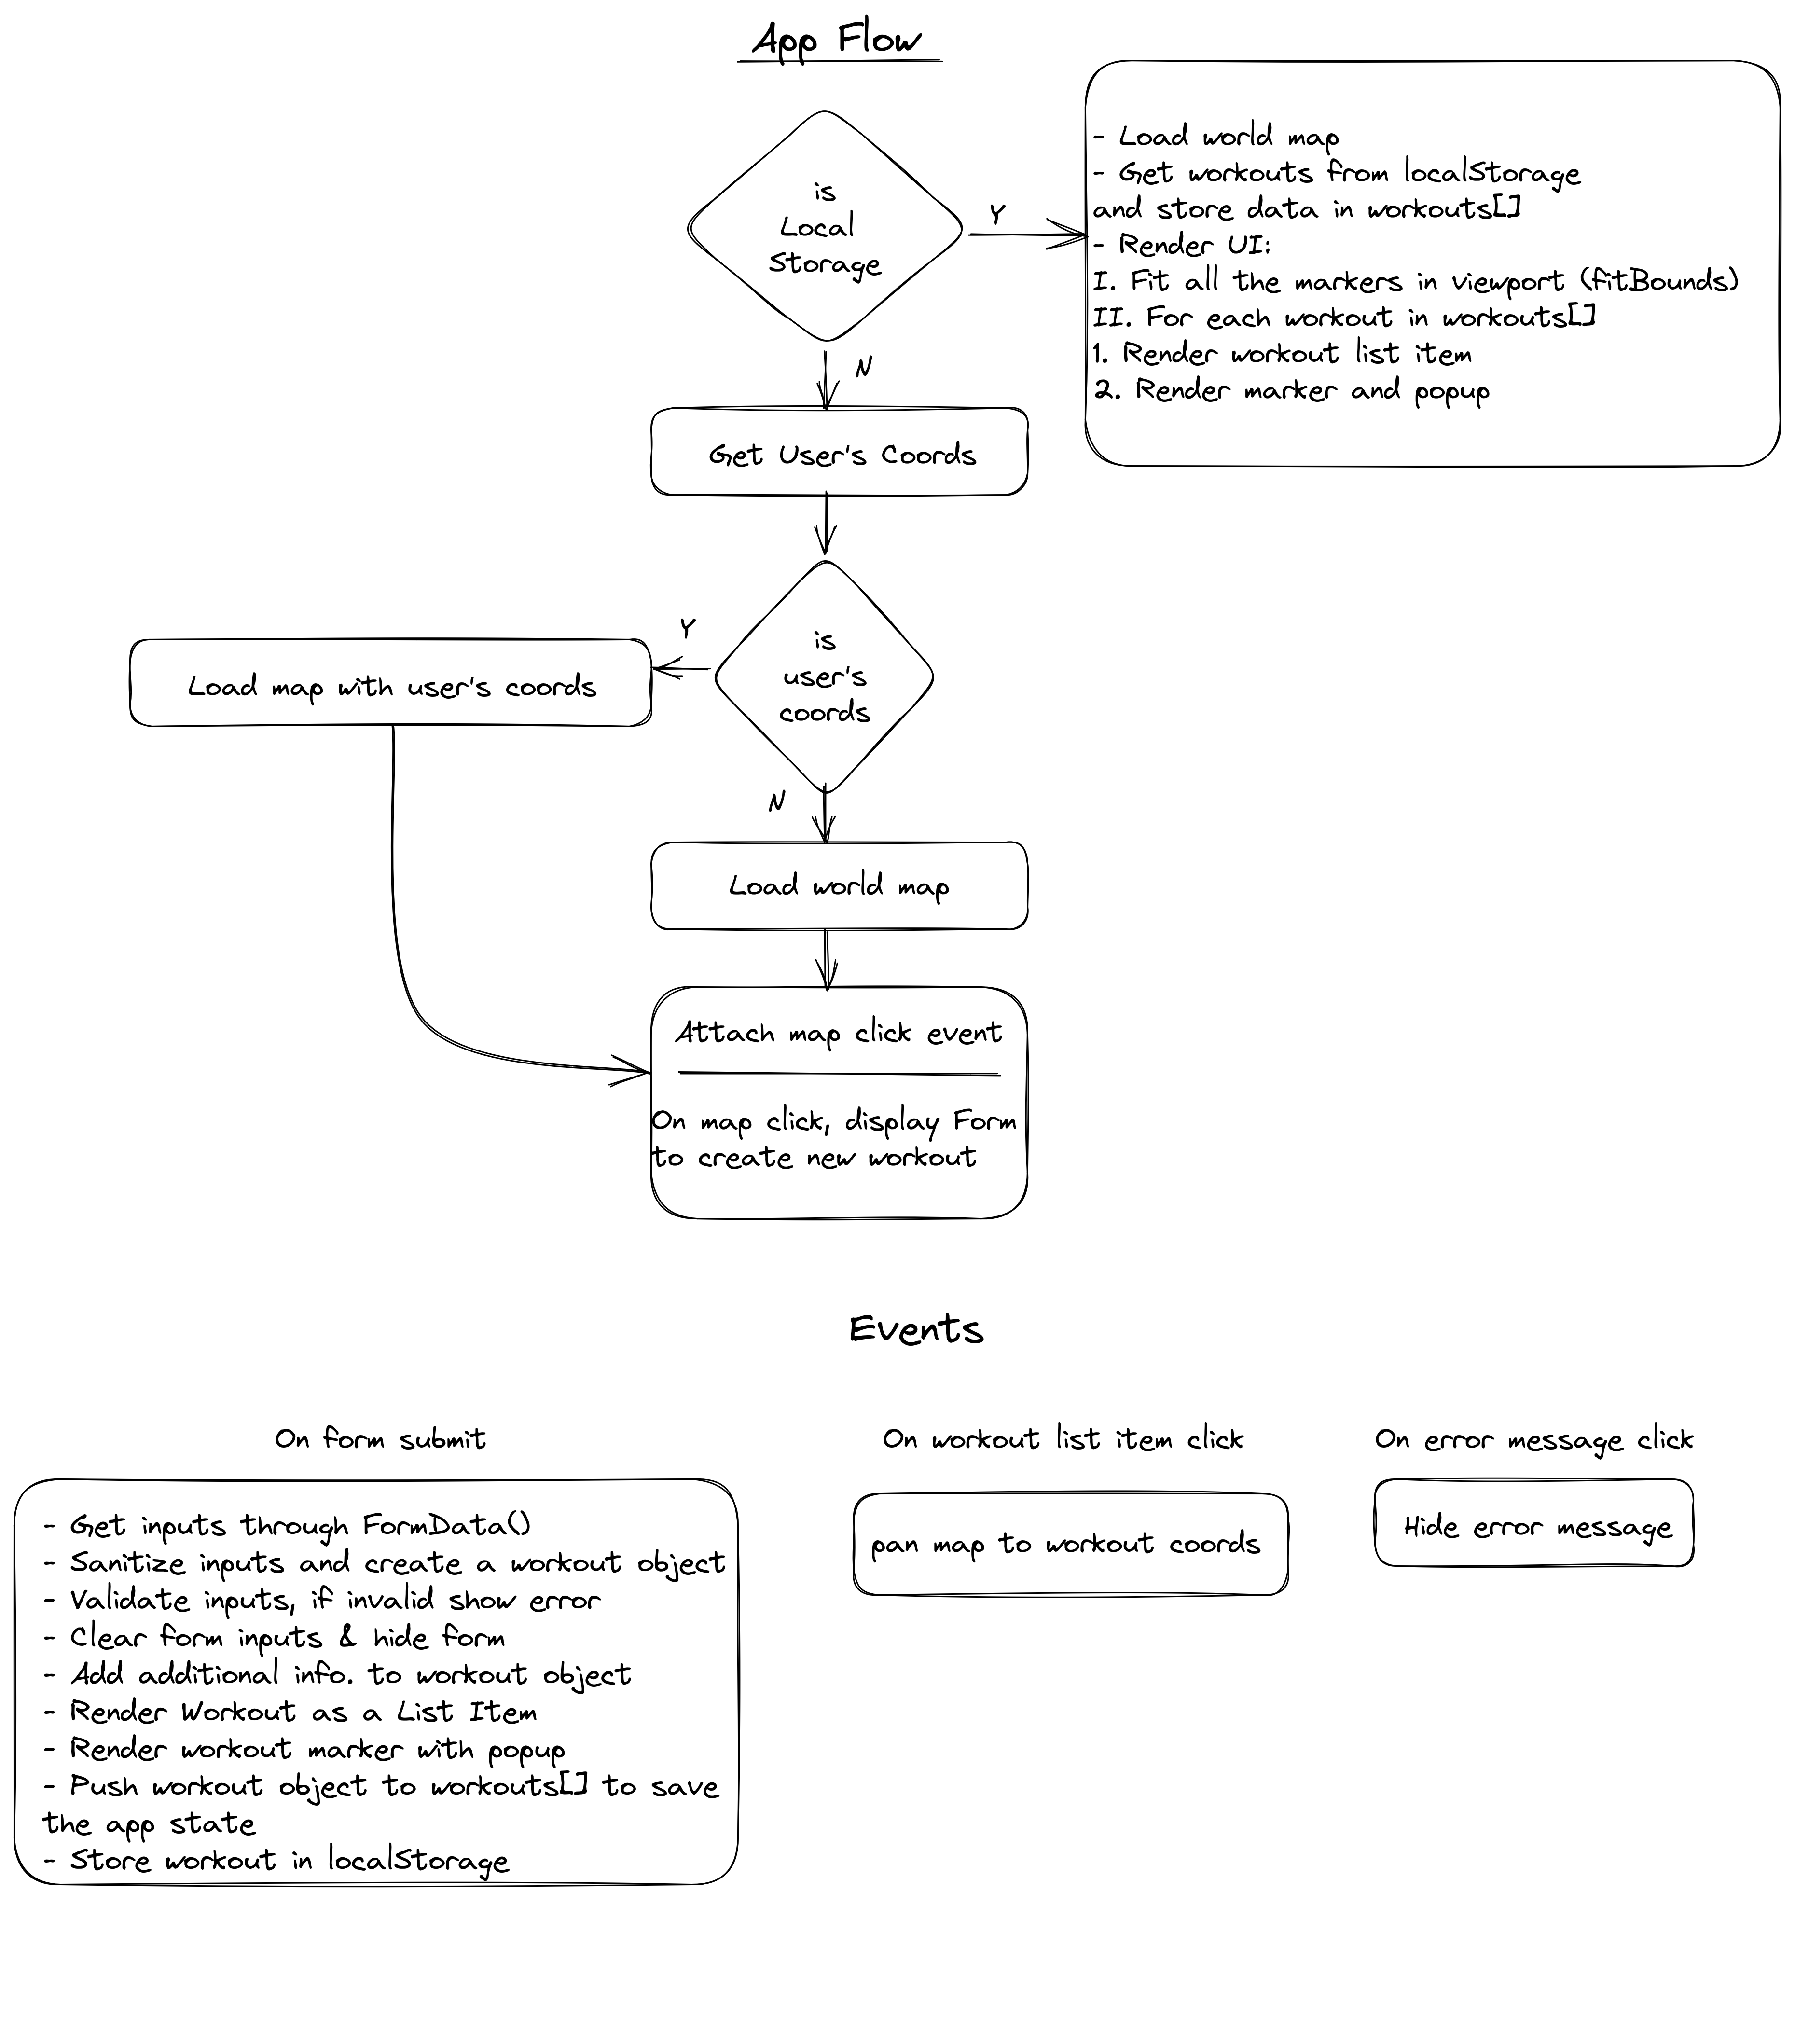 App Flow
is
Local
Storage
Y
- Load world map
- Get workouts from localStorage
and store data in workouts[]
- Render UI:
I. Fit all the markers in viewport (fitBounds)
II. For each workout in workouts[]
1. Render workout list item
2. Render marker and popup
N
Get User's Coords
is
user's
coords
Y
Load map with user's coords
N
Load world map
Attach map click event
On map click, display Form
to create new workout
Events
On form submit
- Get inputs through FormData()
- Sanitize inputs and create a workout object
- Validate inputs, if invalid show error
- Clear form inputs & hide form
- Add additional info. to workout object
- Render Workout as a List Item
- Render workout marker with popup
- Push workout object to workouts[] to save
the app state
- Store workout in localStorage
On workout list item click
pan map to workout coords
On error message click
Hide error message